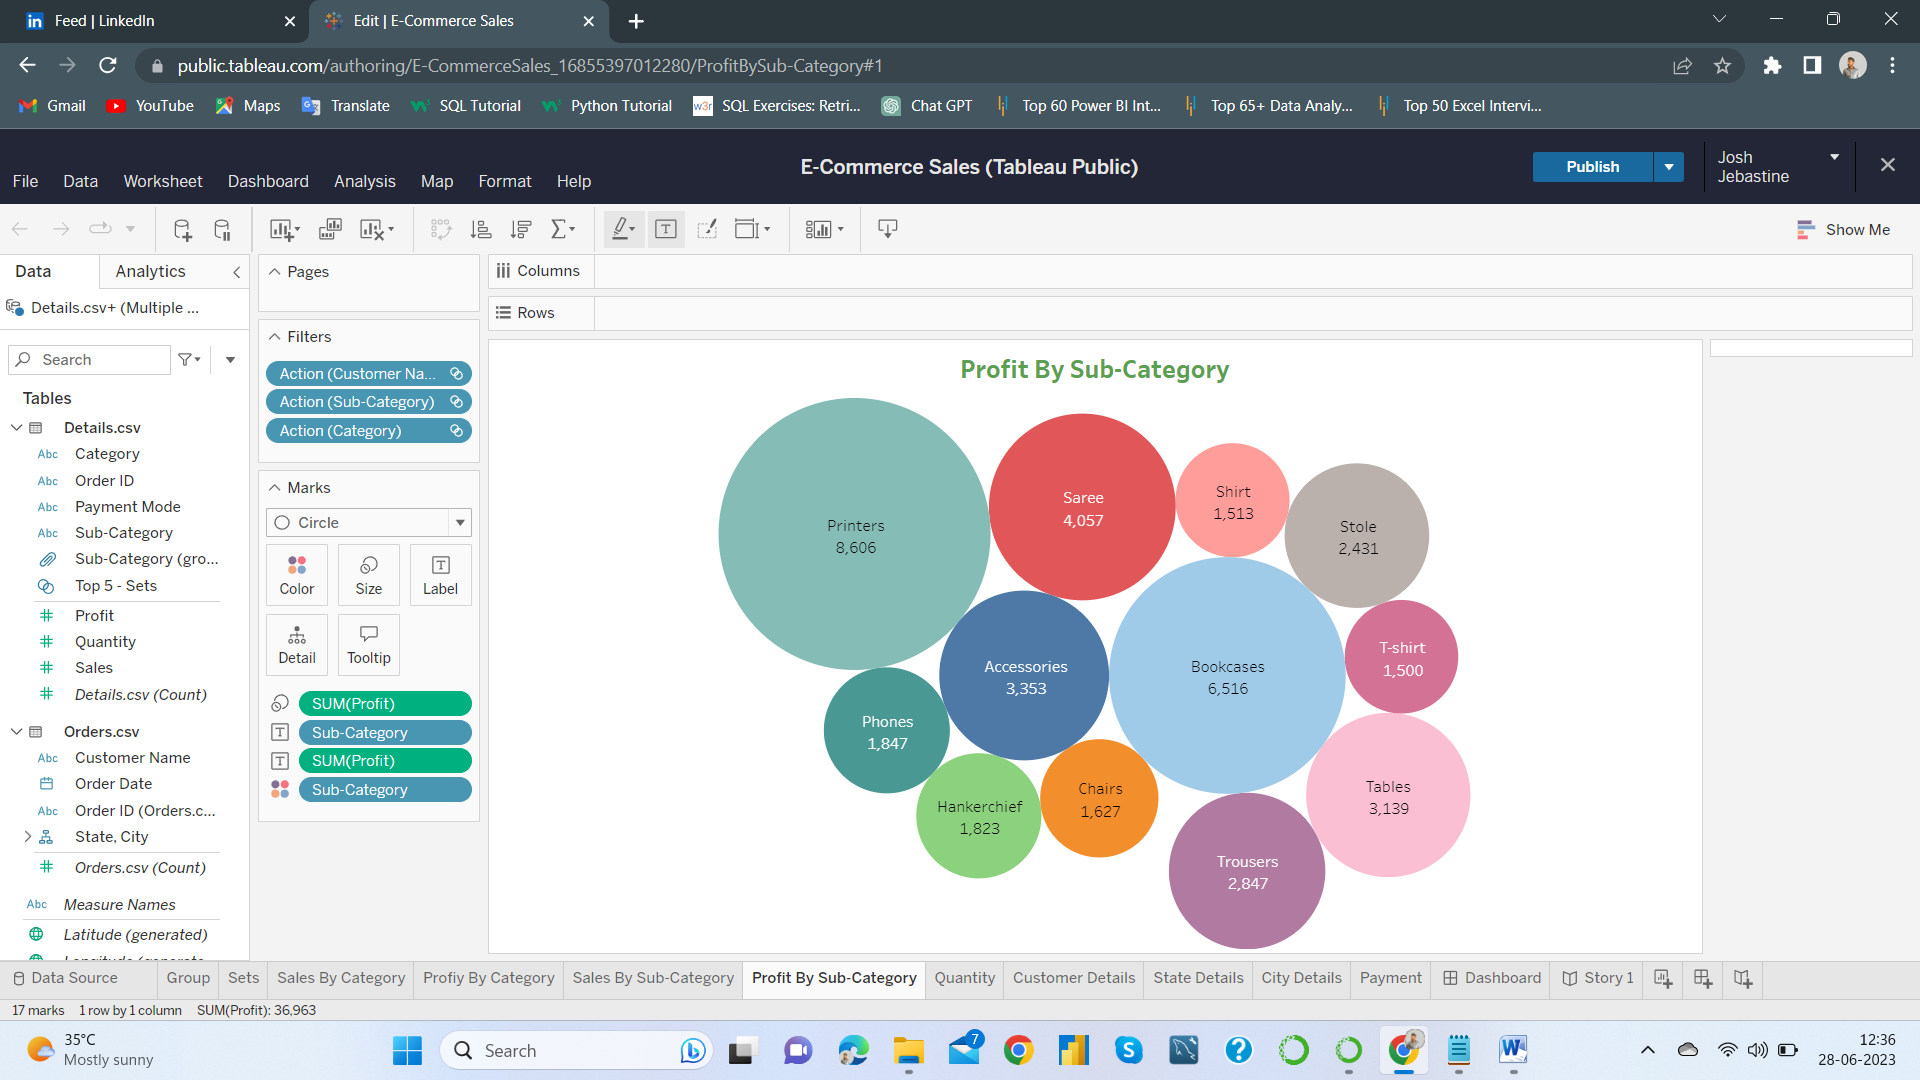 Feed | LinkedIn
Edit | E-Commerce Sales
public.tableau.com/authoring/E-CommerceSales_16855397012280/ProfitBySub-Category#1
Gmail YouTube Maps Translate SQL Tutorial Python Tutorial SQL Exercises: Retri... Chat GPT Top 60 Power BI Int... Top 65+ Data Analy... Top 50 Excel Intervi...
E-Commerce Sales (Tableau Public)
Publish
Josh
Jebastine
File Data Worksheet Dashboard Analysis Map Format Help
Show Me
Data Analytics
Details.csv+ (Multiple ...
Search
Tables
Details.csv
Abc Category
Abc Order ID
Abc Payment Mode
Abc Sub-Category
Sub-Category (gro...
Top 5 - Sets
Profit
Quantity
Sales
Details.csv (Count)
Orders.csv
Abc Customer Name
Order Date
Abc Order ID (Orders.c...
State, City
Orders.csv (Count)
Abc Measure Names
Latitude (generated)
Pages
Filters
Action (Customer Na...
Action (Sub-Category)
Action (Category)
Marks
Circle
Color Size Label
Detail Tooltip
SUM(Profit)
Sub-Category
SUM(Profit)
Sub-Category
Columns
Rows
Profit By Sub-Category
Printers
8,606
Saree
4,057
Shirt
1,513
Stole
2,431
Accessories
3,353
Bookcases
6,516
T-shirt
1,500
Phones
1,847
Hankerchief
1,823
Chairs
1,627
Tables
3,139
Trousers
2,847
Data Source Group Sets Sales By Category Profiy By Category Sales By Sub-Category Profit By Sub-Category Quantity Customer Details State Details City Details Payment Dashboard Story 1
17 marks 1 row by 1 column SUM(Profit): 36,963
35°C
Mostly sunny
Search
7
12:36
28-06-2023